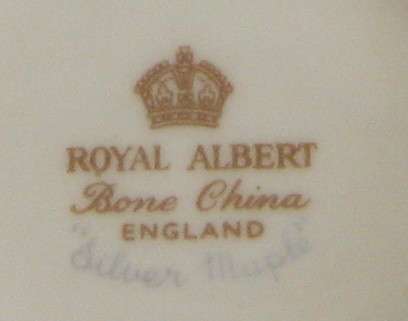 ROYAL ALBERT
Bone China
ENGLAND
"Silver Maple"